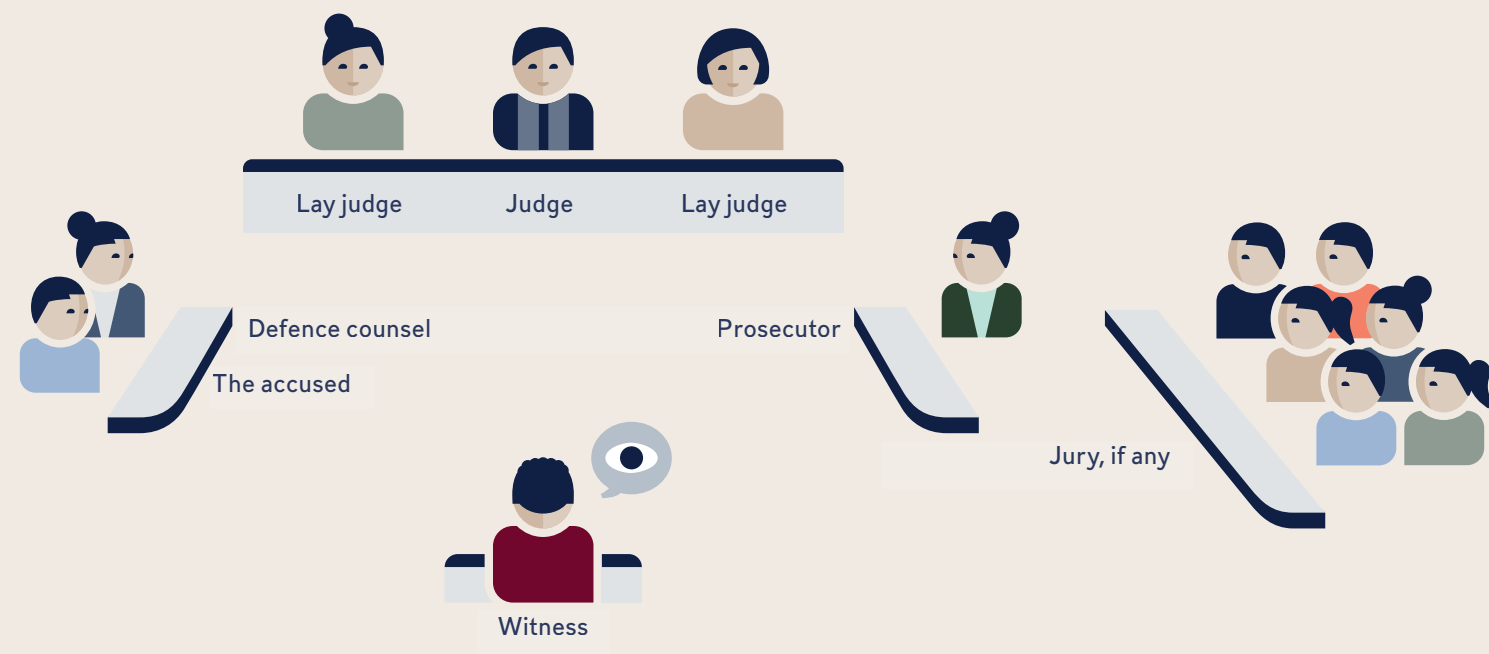 Lay judge
Judge
Lay judge
Defence counsel
Prosecutor
The accused
Jury, if any
Witness